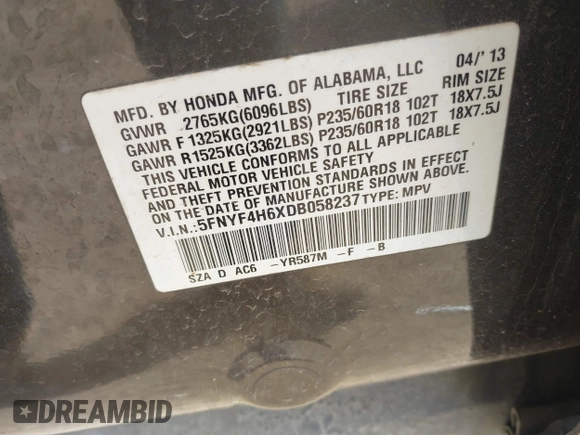 MFD. BY HONDA MFG. OF ALABAMA, LLC 04/'13
GVWR 2765KG(6096LBS) TIRE SIZE RIM SIZE
GAWR F 1325KG(2921LBS) P235/60R18 102T 18X7.5J
GAWR R1525KG(3362LBS) P235/60R18 102T 18X7.5J
THIS VEHICLE CONFORMS TO ALL APPLICABLE
FEDERAL MOTOR VEHICLE SAFETY
AND THEFT PREVENTION STANDARDS IN EFFECT
ON THE DATE OF MANUFACTURE SHOWN ABOVE.
V.I.N.:5FNYF4H6XDB058237 TYPE: MPV
SZA D AC6 -YR587M -F -B
DREAMBID